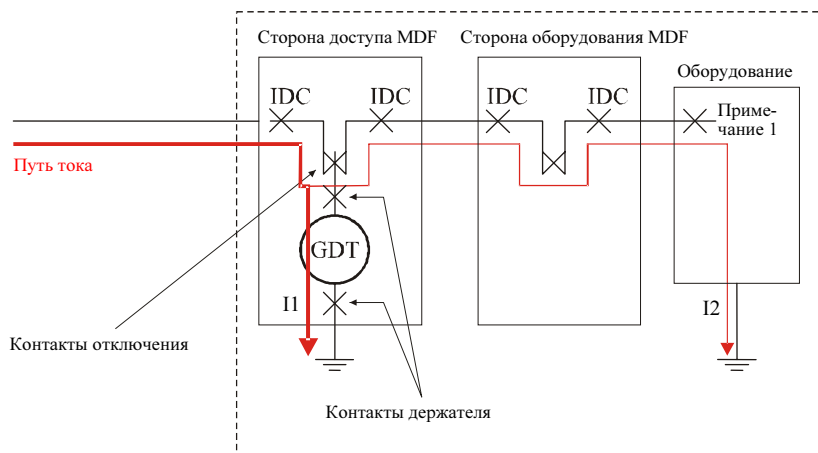 Сторона доступа MDF
Сторона оборудования MDF
Оборудование
IDC
IDC
IDC
IDC
Приме-
чание 1
Путь тока
GDT
I1
I2
Контакты отключения
Контакты держателя